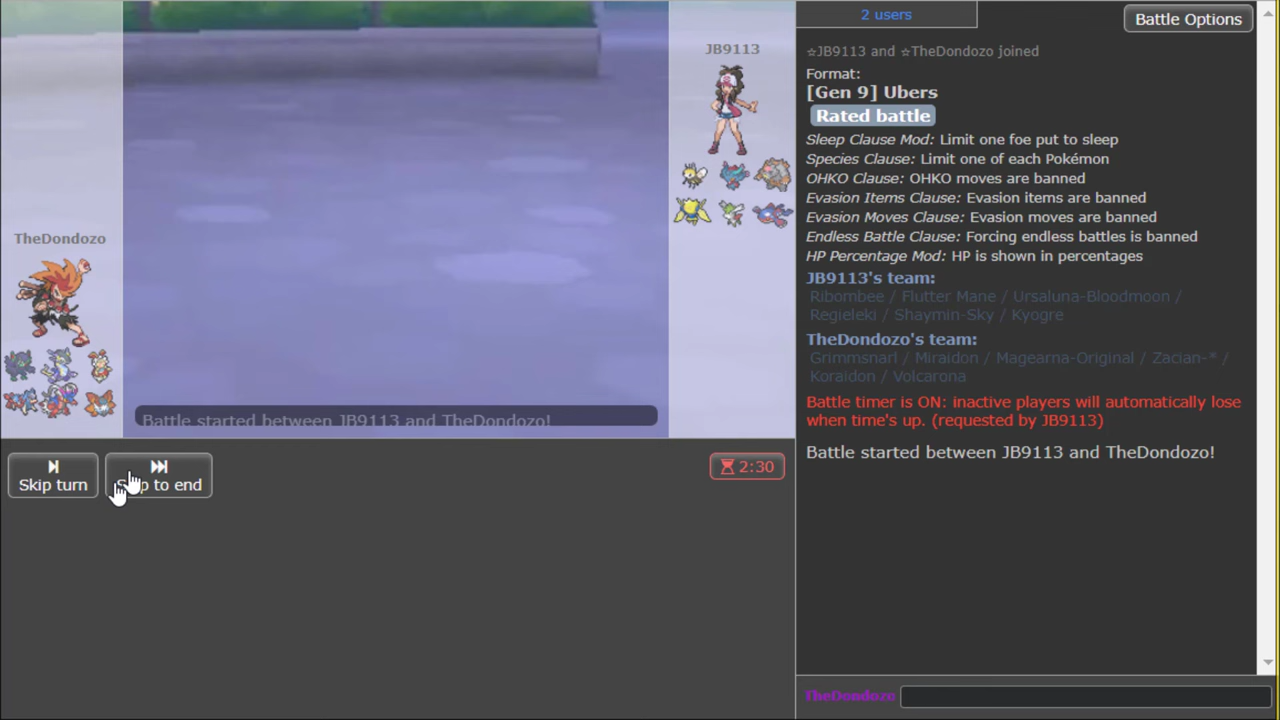 JB9113
TheDondozo
Battle started between JB9113 and TheDondozo!
Skip turn
to end
2:30
2 users
Battle Options
☆JB9113 and ☆TheDondozo joined
Format:
[Gen 9] Ubers
Rated battle
Sleep Clause Mod: Limit one foe put to sleep
Species Clause: Limit one of each Pokémon
OHKO Clause: OHKO moves are banned
Evasion Items Clause: Evasion items are banned
Evasion Moves Clause: Evasion moves are banned
Endless Battle Clause: Forcing endless battles is banned
HP Percentage Mod: HP is shown in percentages
JB9113's team:
Ribombee / Flutter Mane / Ursaluna-Bloodmoon /
Regieleki / Shaymin-Sky / Kyogre
TheDondozo's team:
Grimmsnarl / Miraidon / Magearna-Original / Zacian-* /
Koraidon / Volcarona
Battle timer is ON: inactive players will automatically lose
when time's up. (requested by JB9113)
Battle started between JB9113 and TheDondozo!
TheDondozo